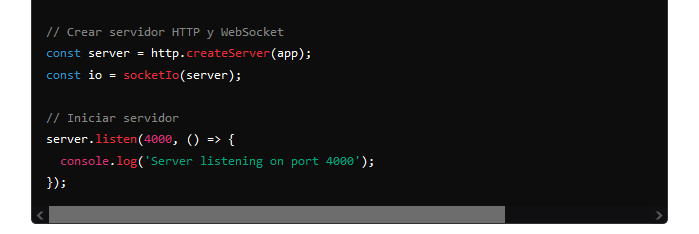 // Crear servidor HTTP y WebSocket
const server = http.createServer(app);
const io = socketIo(server);
// Iniciar servidor
server.listen(4000, () => {
  console.log('Server listening on port 4000');
});